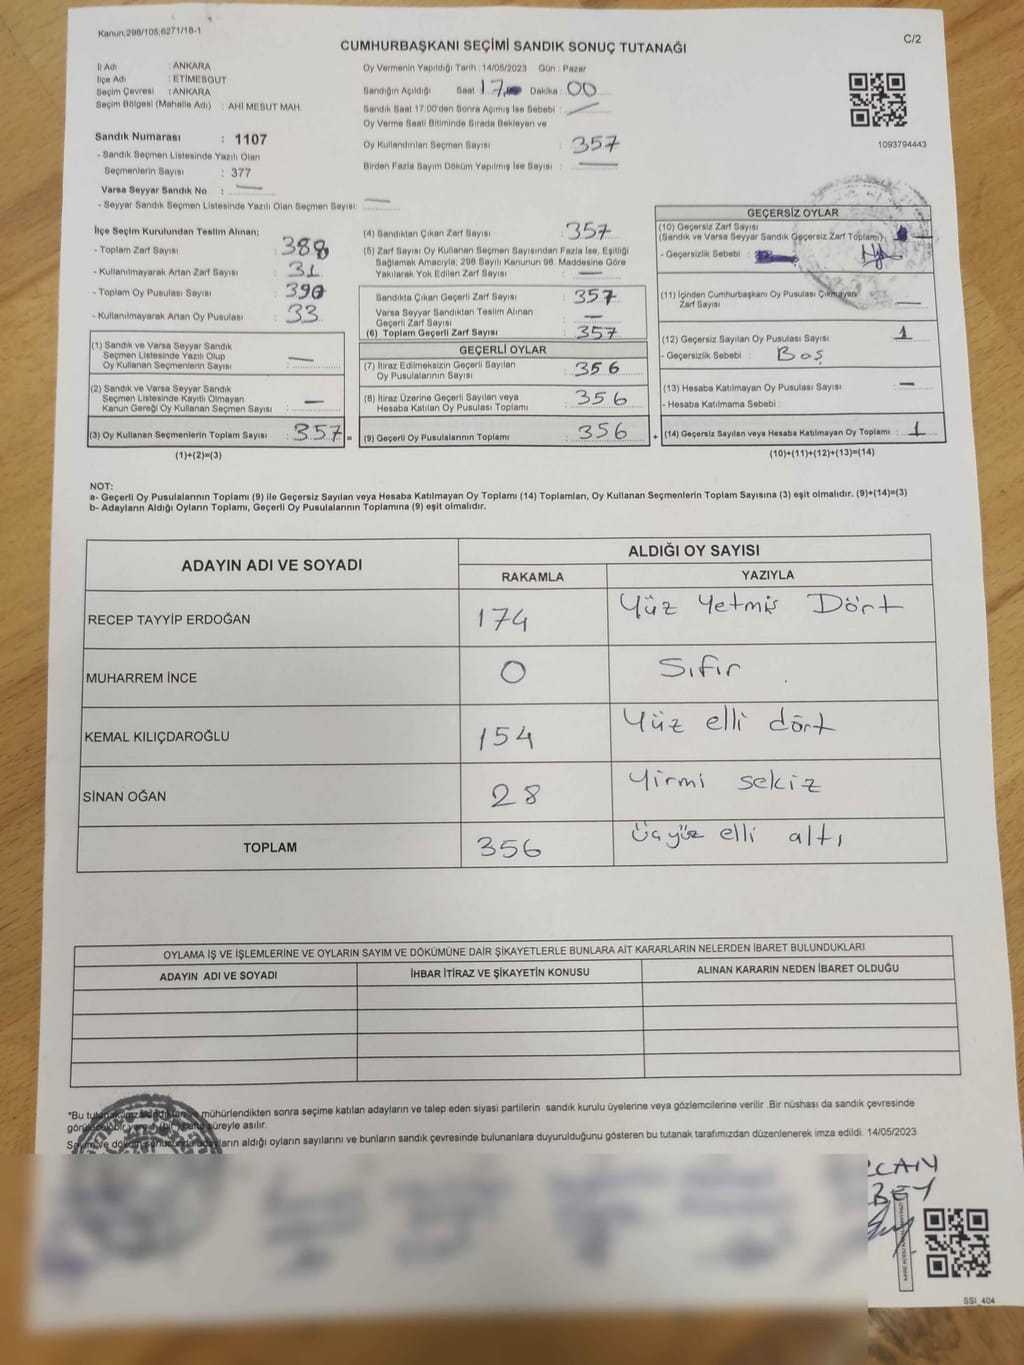 Kanun,298/105,6271/18-1
CUMHURBAŞKANI SEÇİMİ SANDIK SONUÇ TUTANAĞI
C/2
İl Adı : ANKARA
İlçe Adı : ETİMESGUT
Seçim Çevresi : ANKARA
Seçim Bölgesi (Mahalle Adı) : AHİ MESUT MAH.
Sandık Numarası : 1107
- Sandık Seçmen Listesinde Yazılı Olan
Seçmenlerin Sayısı : 377
Varsa Seyyar Sandık No :
- Seyyar Sandık Seçmen Listesinde Yazılı Olan Seçmen Sayısı:
Oy Vermenin Yapıldığı Tarih : 14/05/2023 Gün : Pazar
Sandığın Açıldığı Saat 17 Dakika : 00
Sandık Saat 17:00'den Sonra Açılmış İse Sebebi :
Oy Verme Saati Bitiminde Sırada Bekleyen ve
Oy Kullandırılan Seçmen Sayısı : 357
Birden Fazla Sayım Döküm Yapılmış İse Sayısı :
1093794443
İlçe Seçim Kurulundan Teslim Alınan;
- Toplam Zarf Sayısı : 388
- Kullanılmayarak Artan Zarf Sayısı : 31
- Toplam Oy Pusulası Sayısı : 390
- Kullanılmayarak Artan Oy Pusulası : 33
(1) Sandık ve Varsa Seyyar Sandık
Seçmen Listesinde Yazılı Olup
Oy Kullanan Seçmenlerin Sayısı : —
(2) Sandık ve Varsa Seyyar Sandık
Seçmen Listesinde Kayıtlı Olmayan
Kanun Gereği Oy Kullanan Seçmen Sayısı : —
(3) Oy Kullanan Seçmenlerin Toplam Sayısı : 357 =
(1)+(2)=(3)
(4) Sandıktan Çıkan Zarf Sayısı : 357
(5) Zarf Sayısı Oy Kullanan Seçmen Sayısından Fazla İse, Eşitliği
Sağlamak Amacıyla; 298 Sayılı Kanunun 98. Maddesine Göre
Yakılarak Yok Edilen Zarf Sayısı : —
Sandıkta Çıkan Geçerli Zarf Sayısı : 357
Varsa Seyyar Sandıktan Teslim Alınan
Geçerli Zarf Sayısı : —
(6) Toplam Geçerli Zarf Sayısı : 357
GEÇERLİ OYLAR
(7) İtiraz Edilmeksizin Geçerli Sayılan
Oy Pusulalarının Sayısı : 356
(8) İtiraz Üzerine Geçerli Sayılan veya
Hesaba Katılan Oy Pusulası Toplamı : 356
(9) Geçerli Oy Pusulalarının Toplamı : 356 +
GEÇERSİZ OYLAR
(10) Geçersiz Zarf Sayısı
(Sandık ve Varsa Seyyar Sandık Geçersiz Zarf Toplamı) :
- Geçersizlik Sebebi :
(11) İçinden Cumhurbaşkanı Oy Pusulası Çıkmayan
Zarf Sayısı : —
(12) Geçersiz Sayılan Oy Pusulası Sayısı : 1
- Geçersizlik Sebebi : Boş
(13) Hesaba Katılmayan Oy Pusulası Sayısı : —
- Hesaba Katılmama Sebebi :
(14) Geçersiz Sayılan veya Hesaba Katılmayan Oy Toplamı : 1
(10)+(11)+(12)+(13)=(14)
NOT:
a- Geçerli Oy Pusulalarının Toplamı (9) ile Geçersiz Sayılan veya Hesaba Katılmayan Oy Toplamı (14) Toplamları, Oy Kullanan Seçmenlerin Toplam Sayısına (3) eşit olmalıdır. (9)+(14)=(3)
b- Adayların Aldığı Oyların Toplamı, Geçerli Oy Pusulalarının Toplamına (9) eşit olmalıdır.
ADAYIN ADI VE SOYADI ALDIĞI OY SAYISI
RAKAMLA YAZIYLA
RECEP TAYYİP ERDOĞAN 174 Yüz Yetmiş Dört
MUHARREM İNCE 0 Sıfır
KEMAL KILIÇDAROĞLU 154 Yüz elli dört
SİNAN OĞAN 28 Yirmi sekiz
TOPLAM 356 Üçyüz elli altı
OYLAMA İŞ VE İŞLEMLERİNE VE OYLARIN SAYIM VE DÖKÜMÜNE DAİR ŞİKAYETLERLE BUNLARA AİT KARARLARIN NELERDEN İBARET BULUNDUKLARI
ADAYIN ADI VE SOYADI İHBAR İTİRAZ VE ŞİKAYETİN KONUSU ALINAN KARARIN NEDEN İBARET OLDUĞU
*Bu tutanak imzalandıktan ve mühürlendikten sonra seçime katılan adayların ve talep eden siyasi partilerin sandık kurulu üyelerine veya gözlemcilerine verilir .Bir nüshası da sandık çevresinde
görülecek bir yere (bir) hafta süreyle asılır.
Sayım ve döküm sonucunda adayların aldığı oyların sayılarını ve bunların sandık çevresinde bulunanlara duyurulduğunu gösteren bu tutanak tarafımızdan düzenlenerek imza edildi. 14/05/2023
CAN
BEY
SSI_404